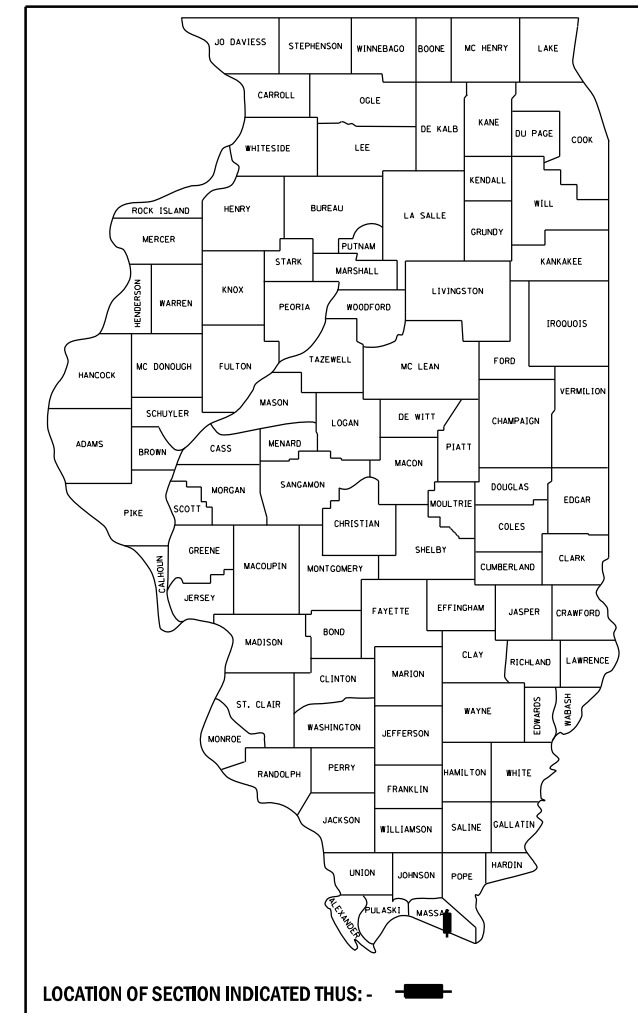 JO DAVIESS STEPHENSON WINNEBAGO BOONE MC HENRY LAKE
CARROLL OGLE DE KALB KANE DU PAGE COOK
WHITESIDE LEE
KENDALL
ROCK ISLAND HENRY BUREAU LA SALLE WILL
MERCER PUTNAM GRUNDY
STARK MARSHALL KANKAKEE
HENDERSON WARREN KNOX PEORIA WOODFORD LIVINGSTON IROQUOIS
HANCOCK MC DONOUGH FULTON TAZEWELL MC LEAN FORD
SCHUYLER MASON VERMILION
ADAMS BROWN CASS MENARD LOGAN DE WITT PIATT CHAMPAIGN
MACON
PIKE SCOTT MORGAN SANGAMON MOULTRIE DOUGLAS EDGAR
CHRISTIAN COLES
CALHOUN GREENE MACOUPIN MONTGOMERY SHELBY CUMBERLAND CLARK
JERSEY FAYETTE EFFINGHAM JASPER CRAWFORD
MADISON BOND
CLINTON MARION CLAY RICHLAND LAWRENCE
ST. CLAIR WAYNE EDWARDS WABASH
MONROE WASHINGTON JEFFERSON
RANDOLPH PERRY HAMILTON WHITE
FRANKLIN
JACKSON WILLIAMSON SALINE GALLATIN
UNION JOHNSON POPE HARDIN
ALEXANDER PULASKI MASSA
LOCATION OF SECTION INDICATED THUS: -